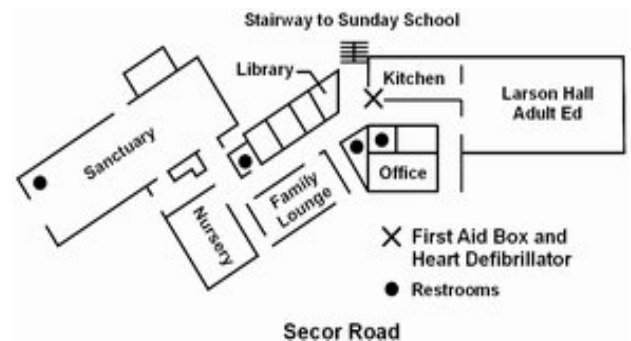 Stairway to Sunday School
Library
Kitchen
Larson Hall
Adult Ed
Sanctuary
Office
Family
Lounge
Nursery
First Aid Box and
Heart Defibrillator
Restrooms
Secor Road